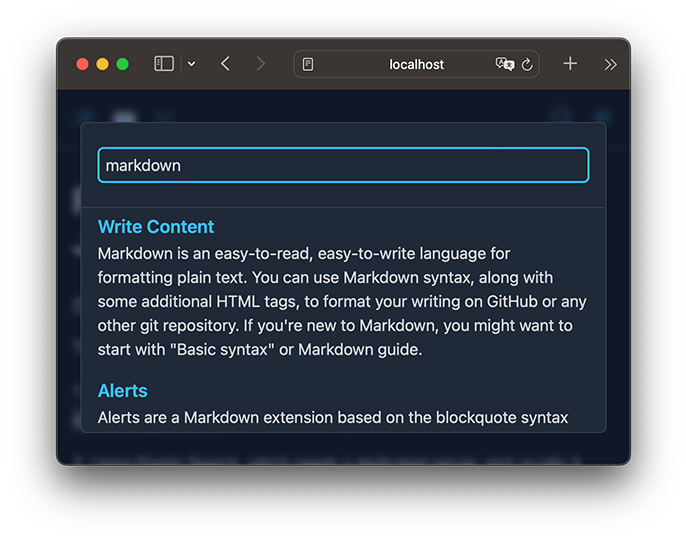 localhost
markdown
Write Content
Markdown is an easy-to-read, easy-to-write language for
formatting plain text. You can use Markdown syntax, along with
some additional HTML tags, to format your writing on GitHub or any
other git repository. If you're new to Markdown, you might want to
start with "Basic syntax" or Markdown guide.
Alerts
Alerts are a Markdown extension based on the blockquote syntax